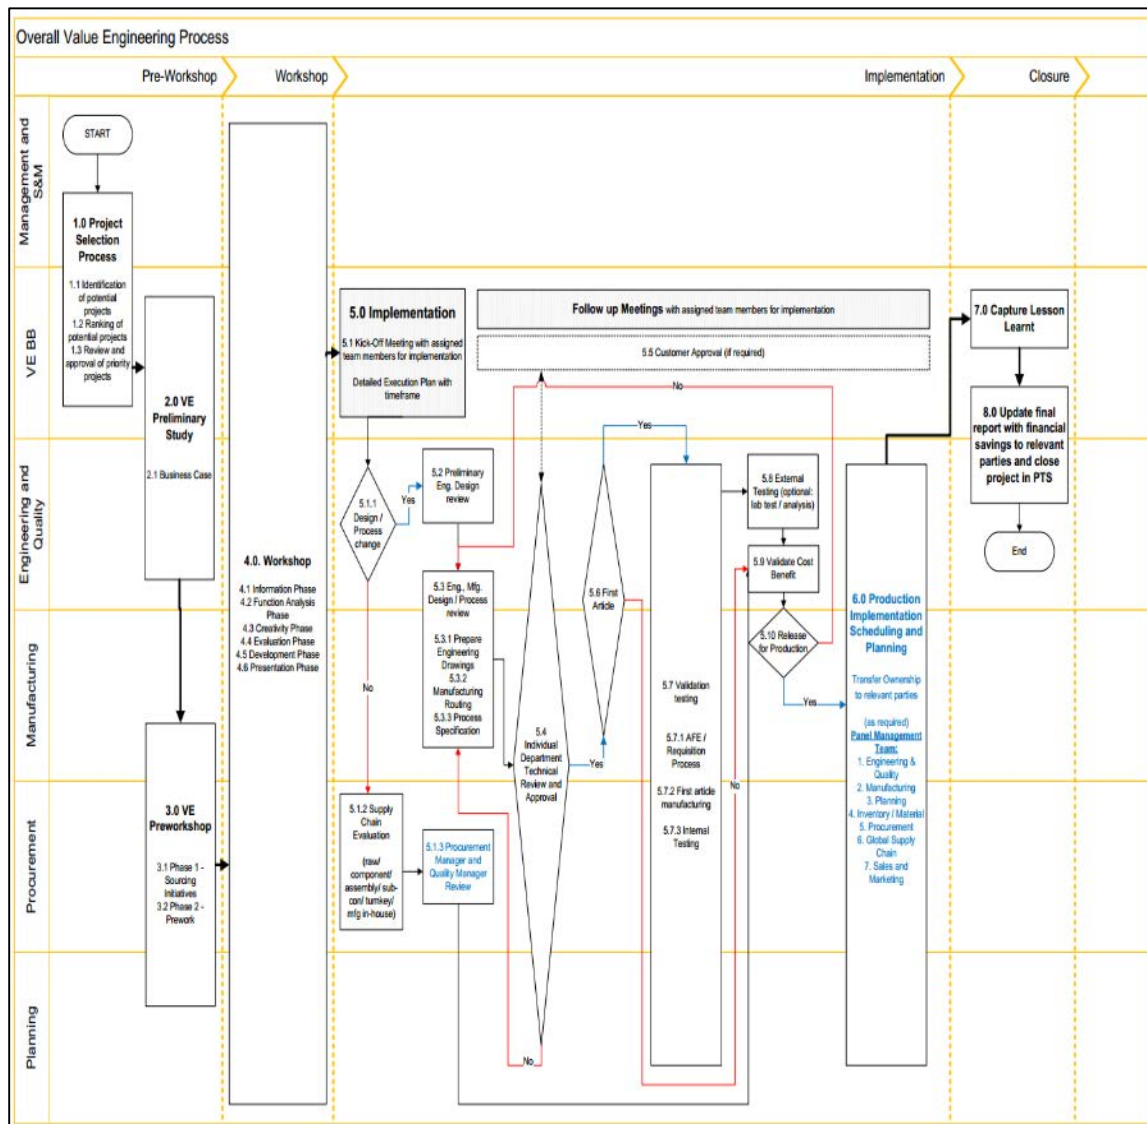 Overall Value Engineering Process
Pre-Workshop
Workshop
Implementation
Closure
Management and
S&M
VE BB
Engineering and
Quality
Manufacturing
Procurement
Planning
START
1.0 Project
Selection
Process
1.1 Identification
of potential
projects
1.2 Ranking of
potential projects
1.3 Review and
approval of priority
projects
2.0 VE
Preliminary
Study
2.1 Business Case
3.0 VE
Preworkshop
3.1 Phase 1 -
Sourcing
Initiatives
3.2 Phase 2 -
Prework
4.0. Workshop
4.1 Information Phase
4.2 Function Analysis
Phase
4.3 Creativity Phase
4.4 Evaluation Phase
4.5 Development Phase
4.6 Presentation Phase
5.0 Implementation
5.1 Kick-Off Meeting with assigned
team members for implementation
Detailed Execution Plan with
timeframe
Follow up Meetings with assigned team members for implementation
5.5 Customer Approval (if required)
No
Yes
5.1.1
Design /
Process
change
Yes
No
5.2 Preliminary
Eng. Design
review
5.3 Eng., Mfg.
Design / Process
review
5.3.1 Prepare
Engineering
Drawings
5.3.2
Manufacturing
Routing
5.3.3 Process
Specification
5.1.2 Supply
Chain
Evaluation
(raw/
component/
assembly/ sub-
con/ turnkey/
mfg in-house)
5.1.3 Procurement
Manager and
Quality Manager
Review
5.4
Individual
Department
Technical
Review and
Approval
Yes
No
5.6 First
Article
5.7 Validation
testing
5.7.1 AFE /
Requisition
Process
5.7.2 First article
manufacturing
5.7.3 Internal
Testing
No
5.8 External
Testing (optional:
lab test / analysis)
5.9 Validate Cost
Benefit
5.10 Release
for Production
Yes
6.0 Production
Implementation
Scheduling and
Planning
Transfer Ownership
to relevant parties
(as required)
Panel Management
Team:
1. Engineering &
Quality
2. Manufacturing
3. Planning
4. Inventory / Material
5. Procurement
6. Global Supply
Chain
7. Sales and
Marketing
7.0 Capture Lesson
Learnt
8.0 Update final
report with financial
savings to relevant
parties and close
project in PTS
End